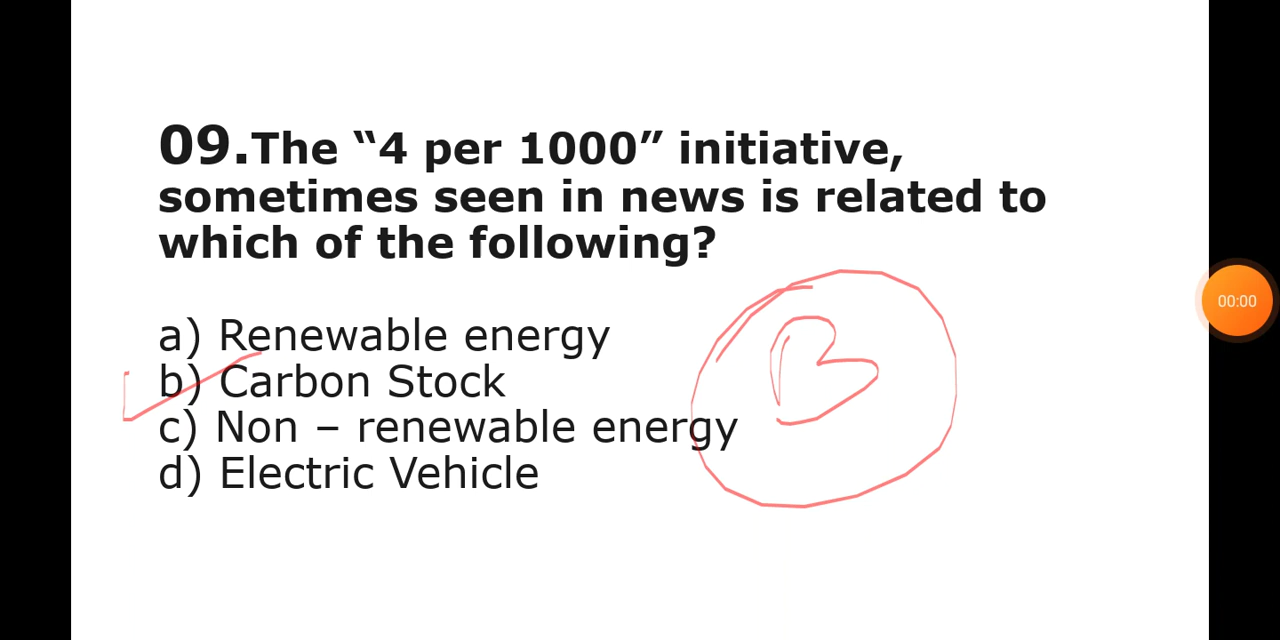 09.The “4 per 1000” initiative,
sometimes seen in news is related to
which of the following?
a) Renewable energy
b) Carbon Stock
c) Non – renewable energy
d) Electric Vehicle
B
00:00